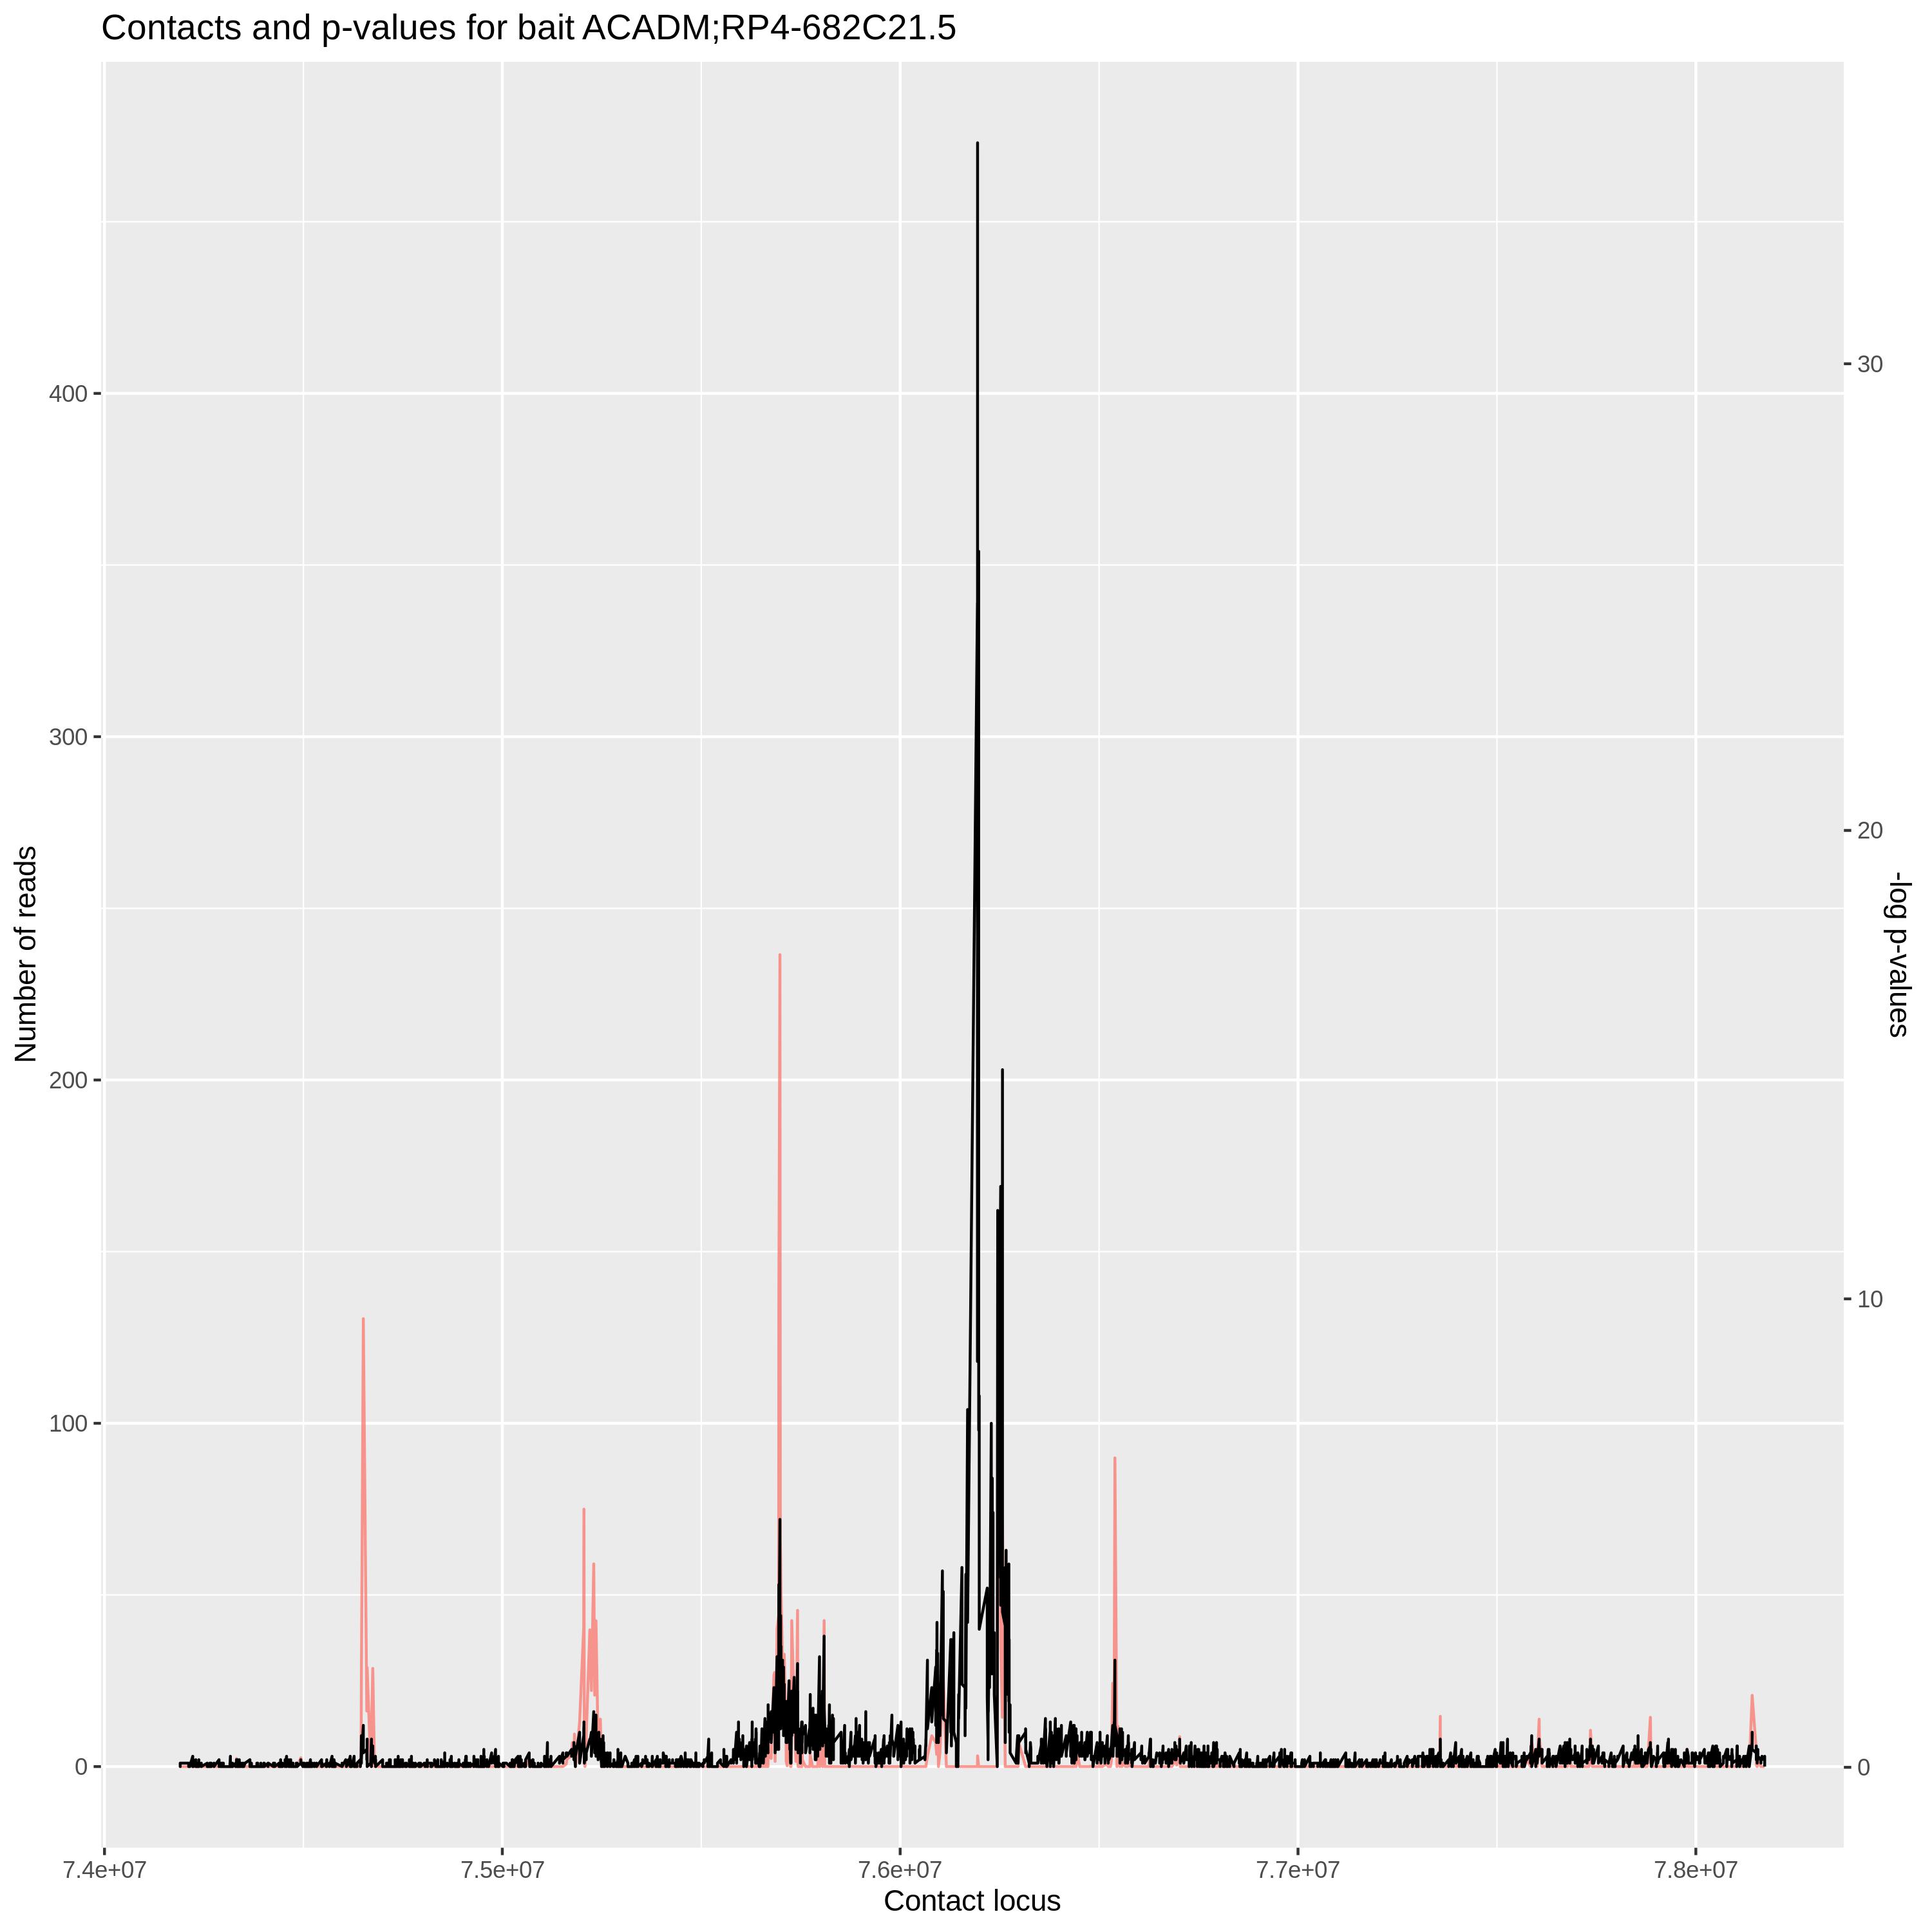 Contacts and p-values for bait ACADM;RP4-682C21.5
400
300
200
100
0
Number of reads
30
20
10
0
-log p-values
7.4e+07
7.5e+07
7.6e+07
7.7e+07
7.8e+07
Contact locus